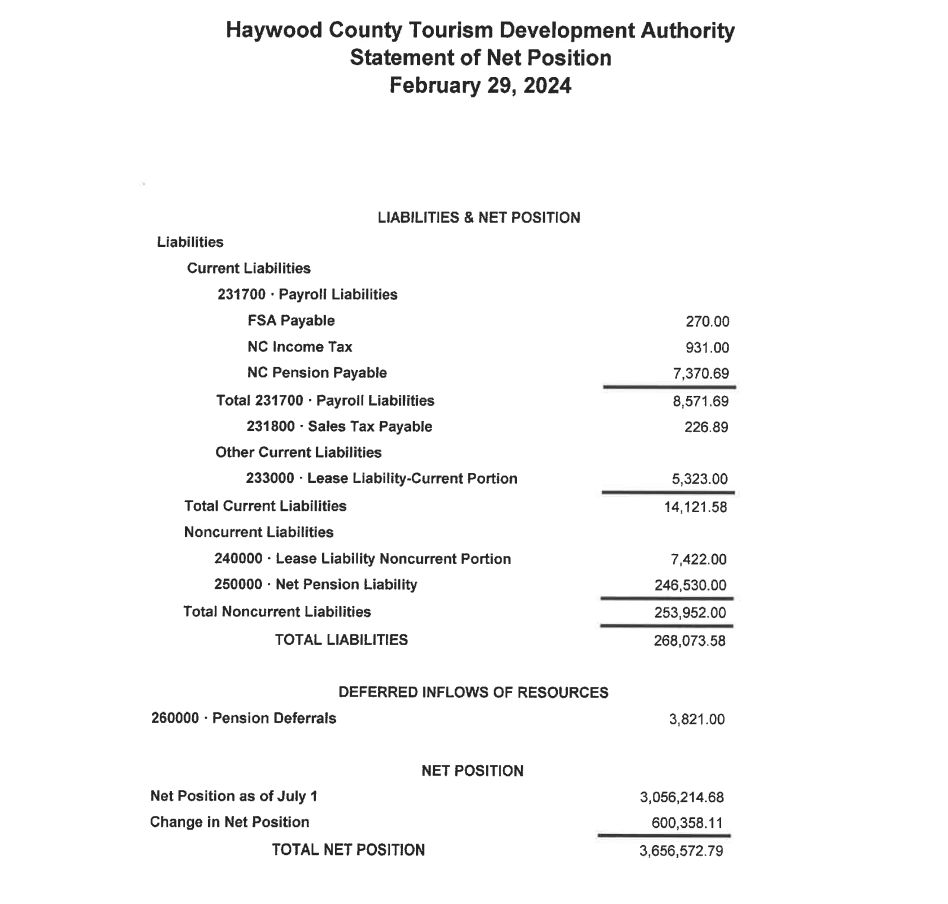 Haywood County Tourism Development Authority
Statement of Net Position
February 29, 2024
LIABILITIES & NET POSITION
Liabilities
Current Liabilities
231700 · Payroll Liabilities
FSA Payable 270.00
NC Income Tax 931.00
NC Pension Payable 7,370.69
Total 231700 · Payroll Liabilities 8,571.69
231800 · Sales Tax Payable 226.89
Other Current Liabilities
233000 · Lease Liability-Current Portion 5,323.00
Total Current Liabilities 14,121.58
Noncurrent Liabilities
240000 · Lease Liability Noncurrent Portion 7,422.00
250000 · Net Pension Liability 246,530.00
Total Noncurrent Liabilities 253,952.00
TOTAL LIABILITIES 268,073.58
DEFERRED INFLOWS OF RESOURCES
260000 · Pension Deferrals 3,821.00
NET POSITION
Net Position as of July 1 3,056,214.68
Change in Net Position 600,358.11
TOTAL NET POSITION 3,656,572.79